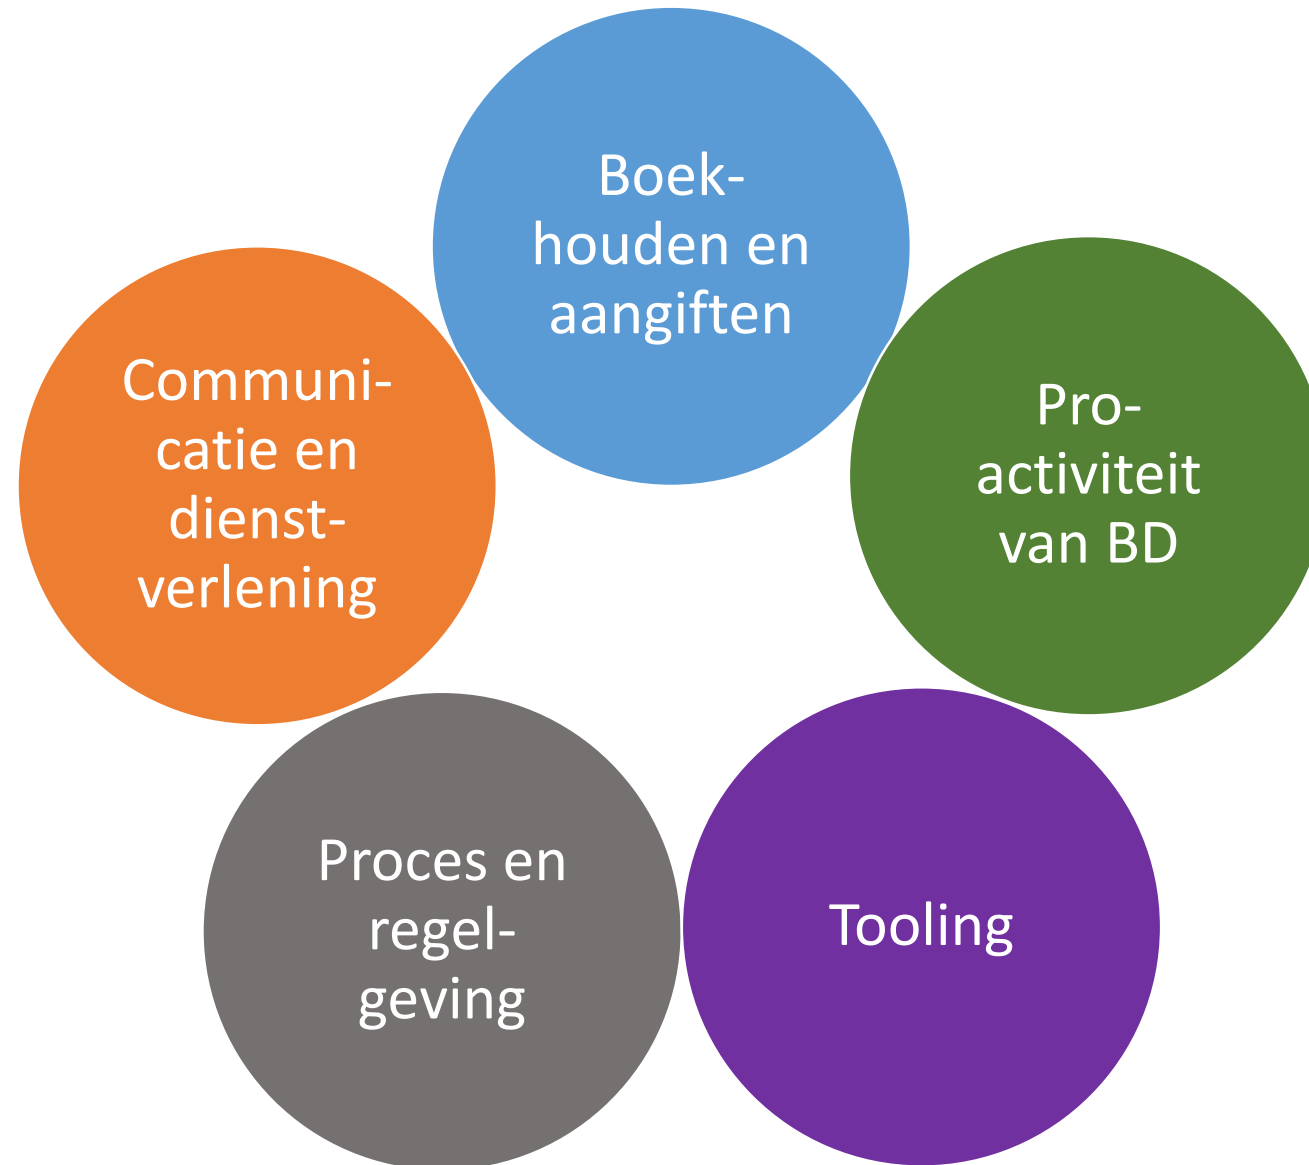 Boek-
houden en
aangiften
Communi-
catie en
dienst-
verlening
Pro-
activiteit
van BD
Proces en
regel-
geving
Tooling